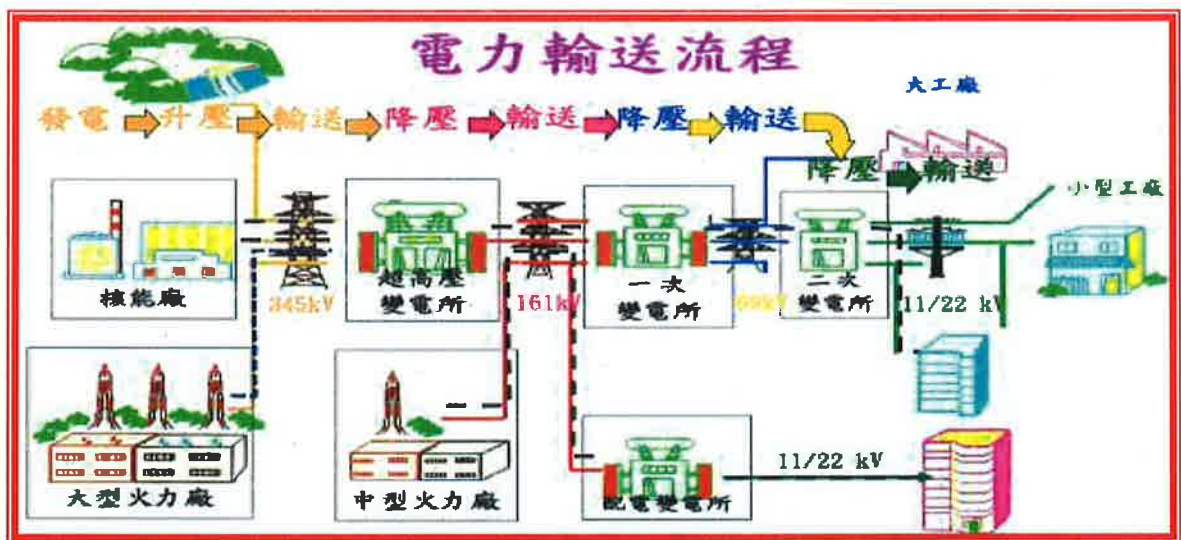 電力輸送流程
大工廠
發電 升壓 輸送 降壓 輸送 降壓 輸送
降壓 輸送
小型工廠
核能廠
345kV
超高壓
變電所
161kV
一次
變電所
69kV
二次
變電所
11/22 kV
大型火力廠
中型火力廠
配電變電所
11/22 kV